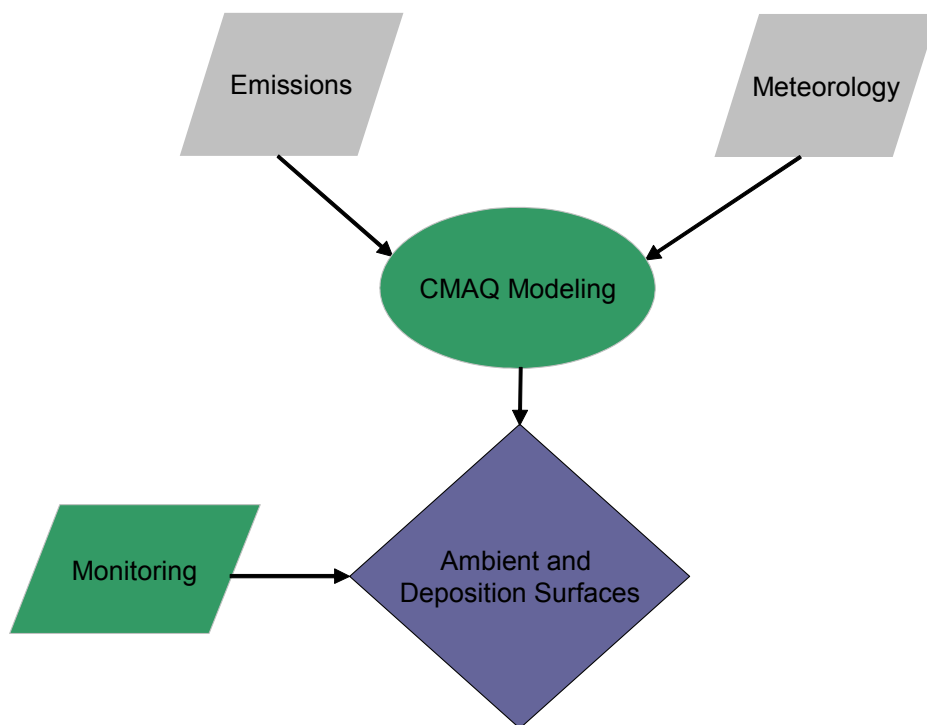 Emissions
Meteorology
CMAQ Modeling
Monitoring
Ambient and
Deposition Surfaces